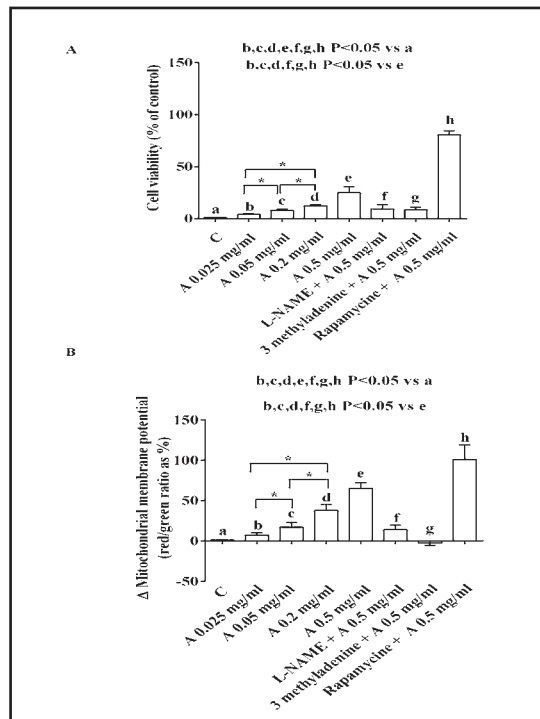 A
b,c,d,e,f,g,h P<0.05 vs a
b,c,d,f,g,h P<0.05 vs e
Cell viability (% of control)
150
100
50
0
a
b
c
d
e
f
g
h
*
*
*
C
A 0.025 mg/ml
A 0.05 mg/ml
A 0.2 mg/ml
A 0.5 mg/ml
L-NAME + A 0.5 mg/ml
3 methyladenine + A 0.5 mg/ml
Rapamycine + A 0.5 mg/ml
B
b,c,d,e,f,g,h P<0.05 vs a
b,c,d,f,g,h P<0.05 vs e
Δ Mitochondrial membrane potential
(red/green ratio as %)
150
100
50
0
-50
a
b
c
d
e
f
g
h
*
*
*
C
A 0.025 mg/ml
A 0.05 mg/ml
A 0.2 mg/ml
A 0.5 mg/ml
L-NAME + A 0.5 mg/ml
3 methyladenine + A 0.5 mg/ml
Rapamycine + A 0.5 mg/ml